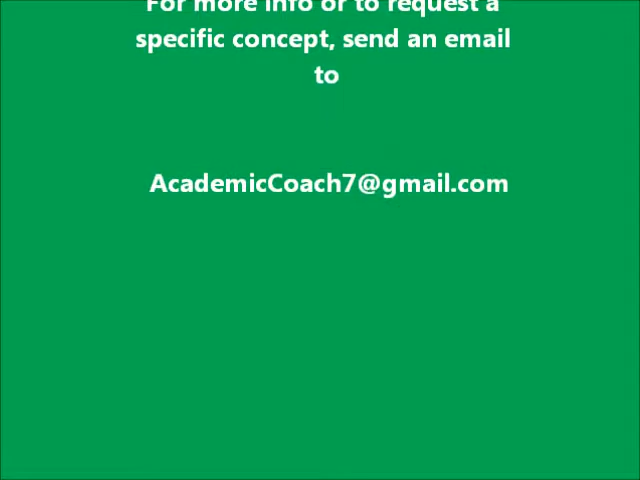 For more info or to request a
specific concept, send an email
to
AcademicCoach7@gmail.com